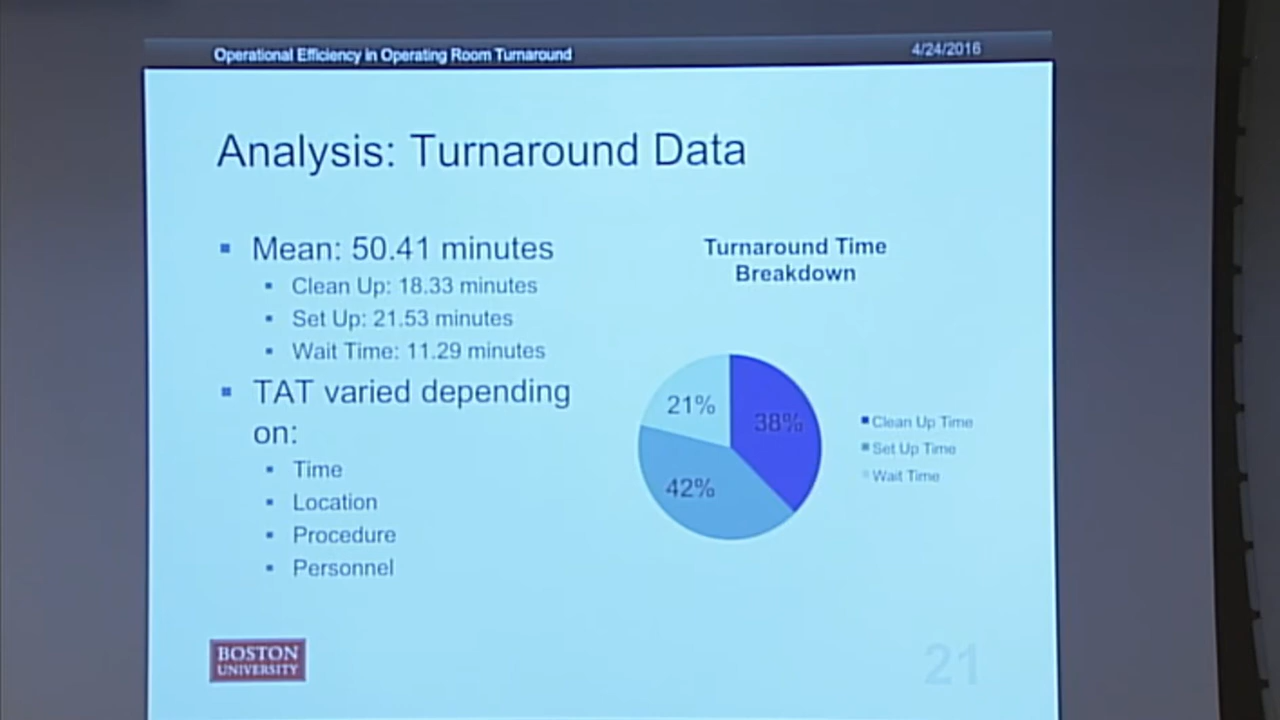 Operational Efficiency in Operating Room Turnaround
4/24/2016
Analysis: Turnaround Data
▪ Mean: 50.41 minutes
▪ Clean Up: 18.33 minutes
▪ Set Up: 21.53 minutes
▪ Wait Time: 11.29 minutes
▪ TAT varied depending
on:
▪ Time
▪ Location
▪ Procedure
▪ Personnel
Turnaround Time
Breakdown
21%
38%
42%
Clean Up Time
Set Up Time
Wait Time
BOSTON
UNIVERSITY
21